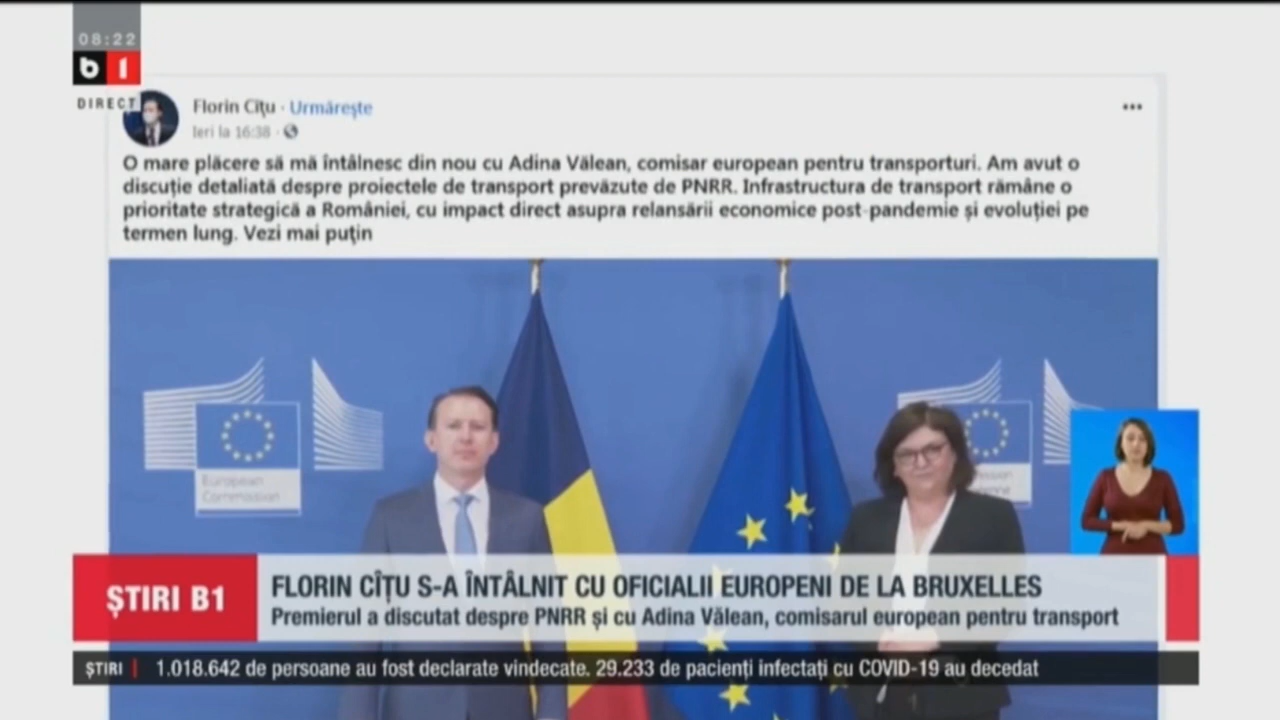 08:22
b 1
DIRECT
Florin Cîţu · Urmăreşte
Ieri la 16:38 ·
O mare plăcere să mă întâlnesc din nou cu Adina Vălean, comisar european pentru transporturi. Am avut o
discuție detaliată despre proiectele de transport prevăzute de PNRR. Infrastructura de transport rămâne o
prioritate strategică a României, cu impact direct asupra relansării economice post-pandemie și evoluției pe
termen lung. Vezi mai puţin
European
Commission
ȘTIRI B1
FLORIN CÎȚU S-A ÎNTÂLNIT CU OFICIALII EUROPENI DE LA BRUXELLES
Premierul a discutat despre PNRR și cu Adina Vălean, comisarul european pentru transport
ȘTIRI | 1.018.642 de persoane au fost declarate vindecate. 29.233 de pacienți infectați cu COVID-19 au decedat